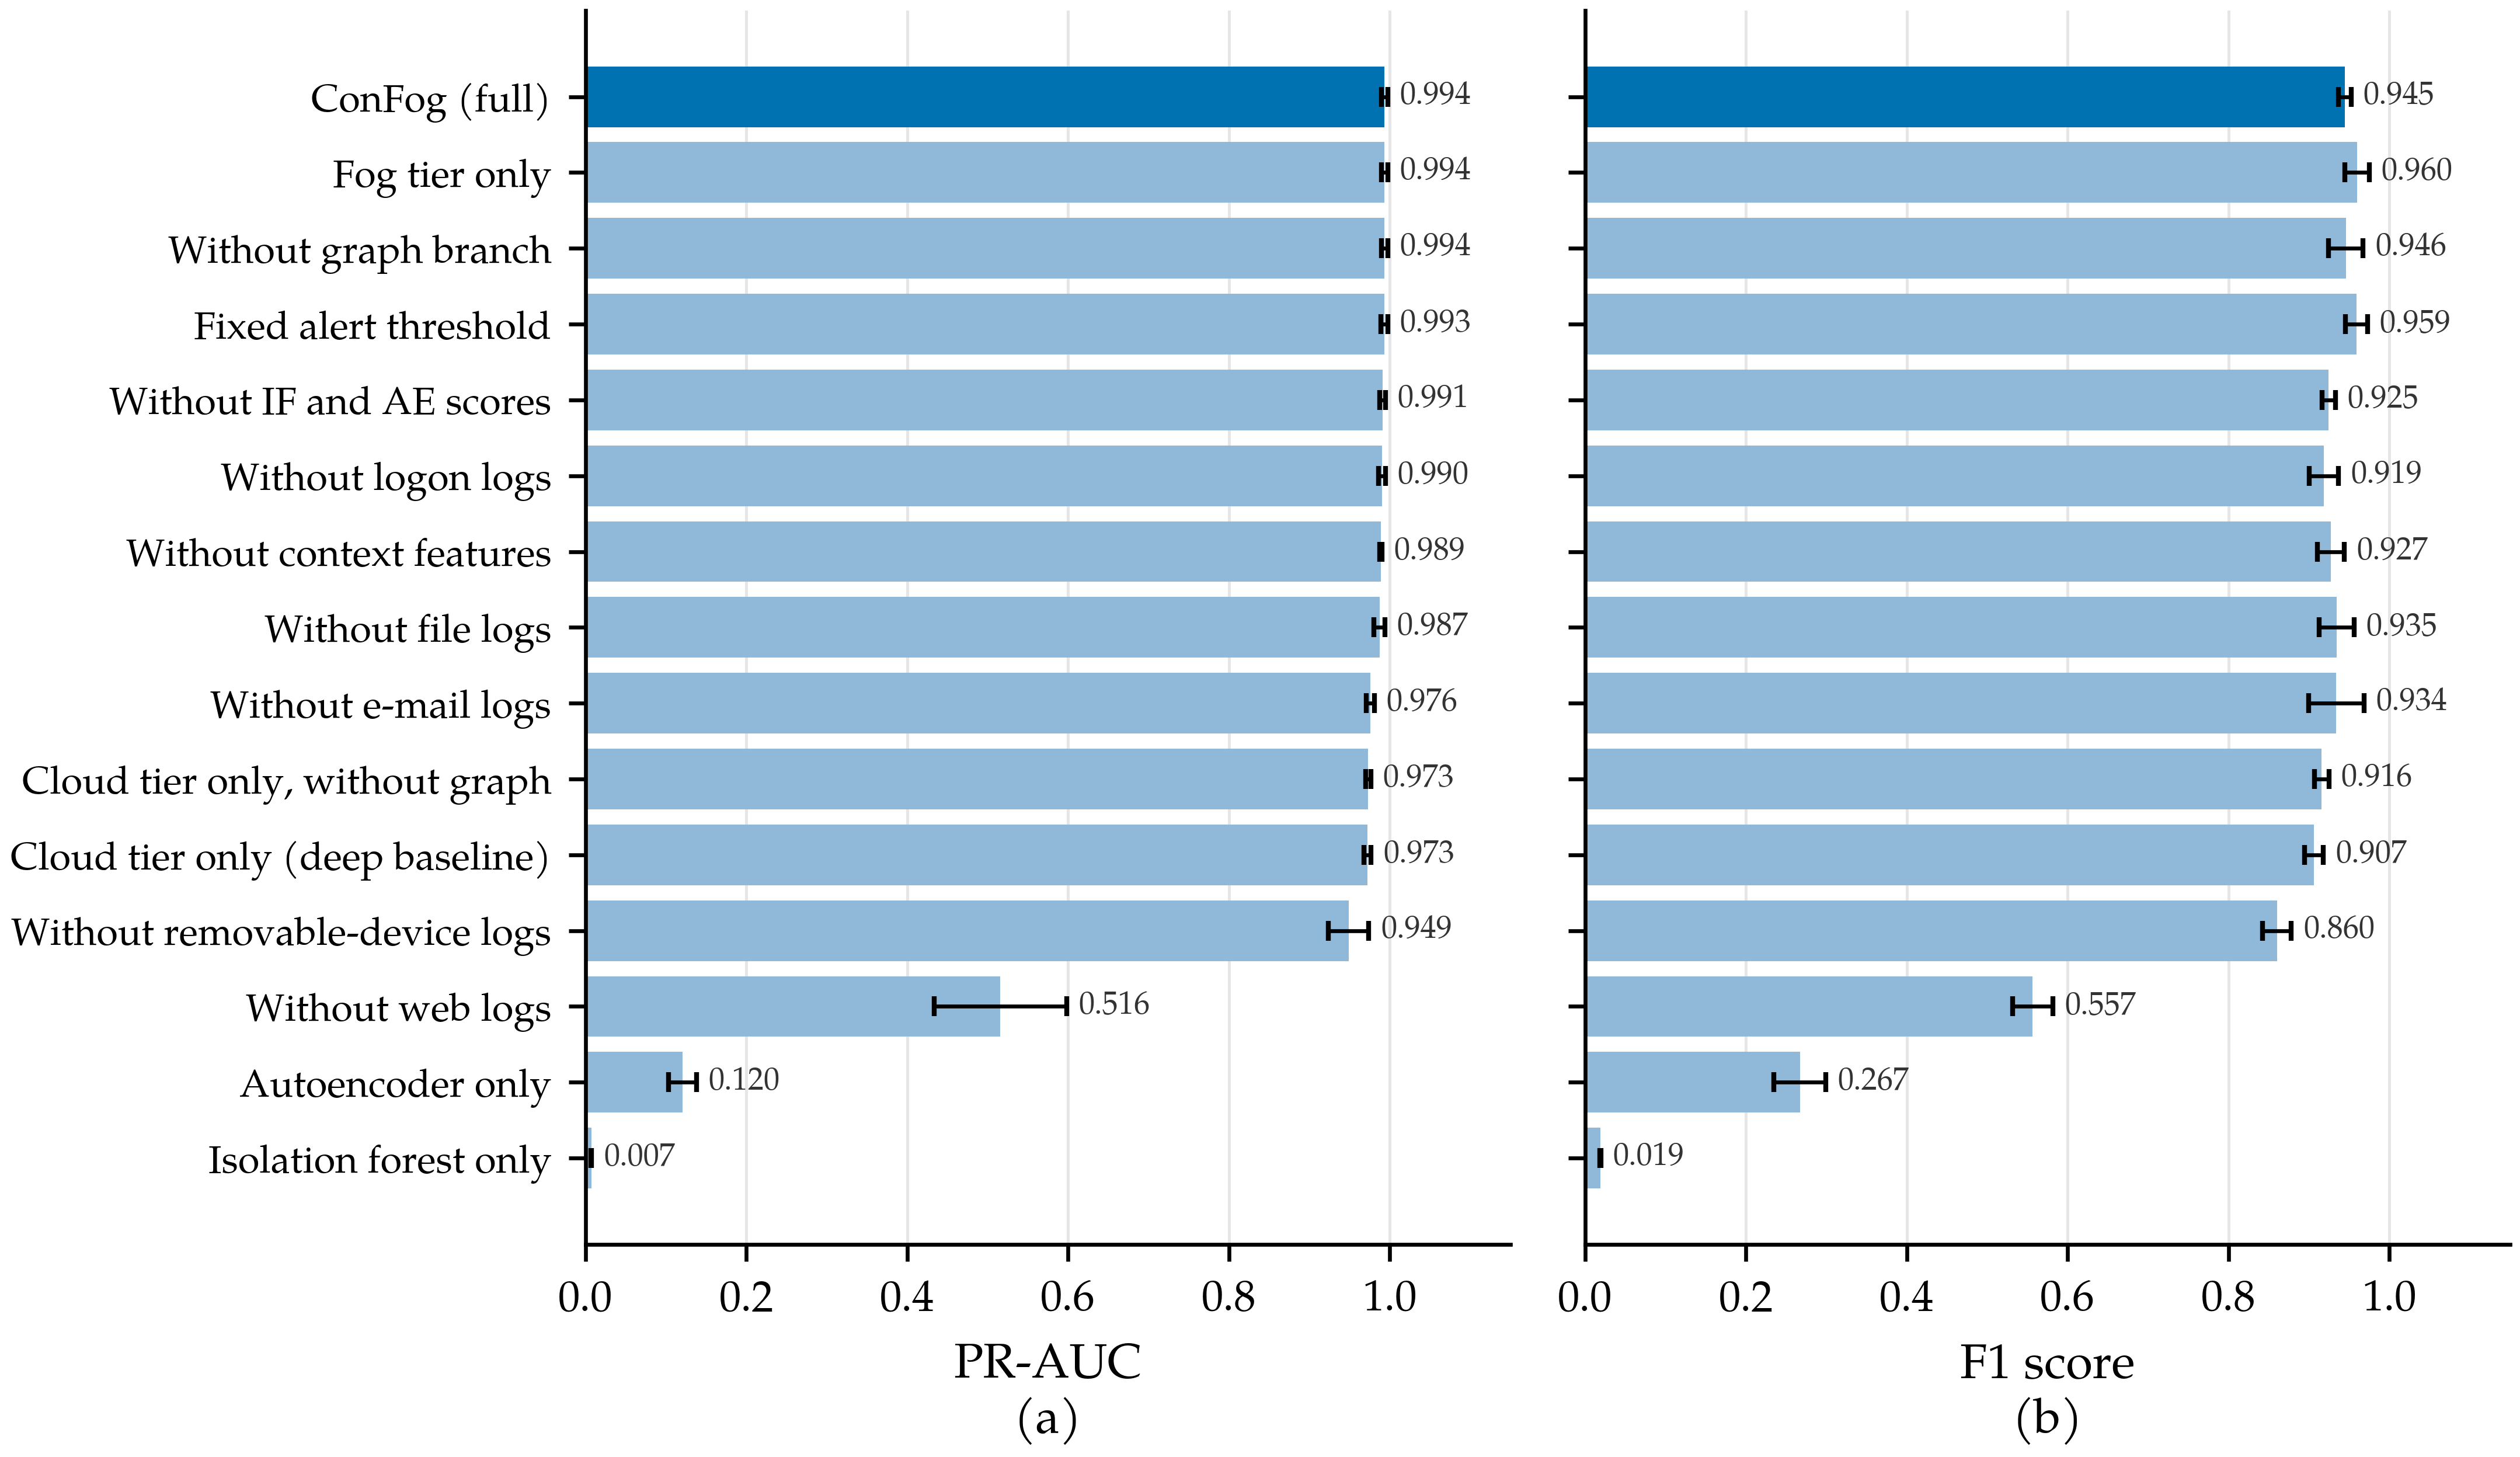 ConFog (full) 0.994 0.945
Fog tier only 0.994 0.960
Without graph branch 0.994 0.946
Fixed alert threshold 0.993 0.959
Without IF and AE scores 0.991 0.925
Without logon logs 0.990 0.919
Without context features 0.989 0.927
Without file logs 0.987 0.935
Without e-mail logs 0.976 0.934
Cloud tier only, without graph 0.973 0.916
Cloud tier only (deep baseline) 0.973 0.907
Without removable-device logs 0.949 0.860
Without web logs 0.516 0.557
Autoencoder only 0.120 0.267
Isolation forest only 0.007 0.019
0.0 0.2 0.4 0.6 0.8 1.0 0.0 0.2 0.4 0.6 0.8 1.0
PR-AUC F1 score
(a) (b)